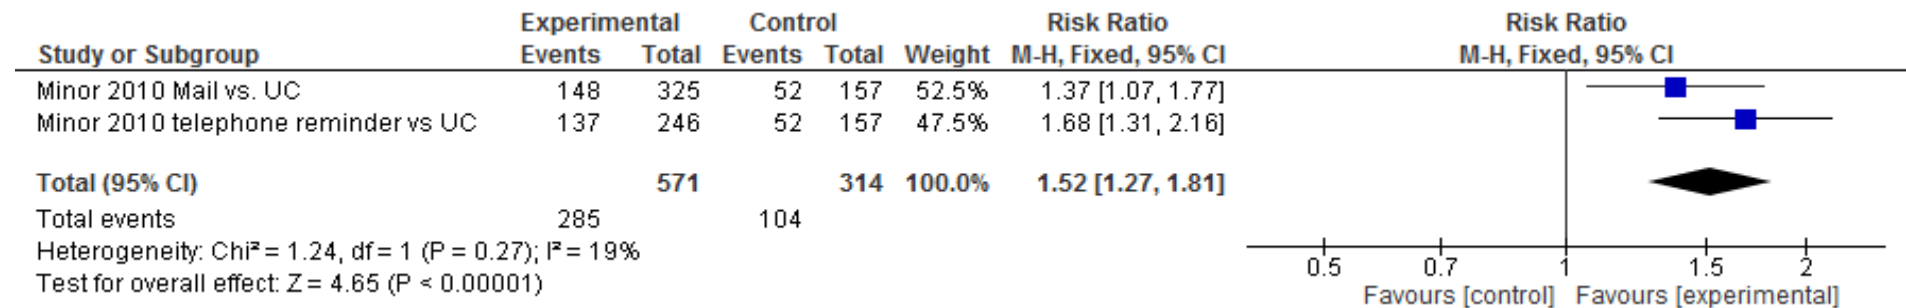 Experimental Control Risk Ratio Risk Ratio
Study or Subgroup Events Total Events Total Weight M-H, Fixed, 95% CI M-H, Fixed, 95% CI
Minor 2010 Mail vs. UC 148 325 52 157 52.5% 1.37 [1.07, 1.77]
Minor 2010 telephone reminder vs UC 137 246 52 157 47.5% 1.68 [1.31, 2.16]
Total (95% CI) 571 314 100.0% 1.52 [1.27, 1.81]
Total events 285 104
Heterogeneity: Chi² = 1.24, df = 1 (P = 0.27); I² = 19%
Test for overall effect: Z = 4.65 (P < 0.00001)
0.5 0.7 1 1.5 2
Favours [control] Favours [experimental]